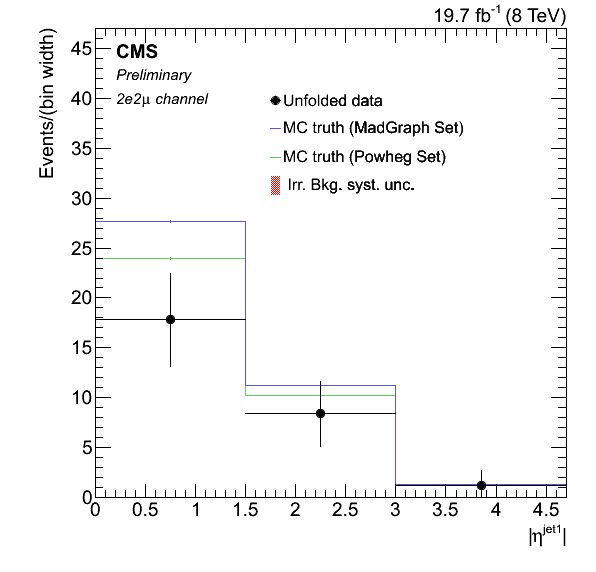 19.7 fb⁻¹ (8 TeV)
Events/(bin width)
CMS
Preliminary
2e2μ channel
Unfolded data
MC truth (MadGraph Set)
MC truth (Powheg Set)
Irr. Bkg. syst. unc.
45
40
35
30
25
20
15
10
5
0
0 0.5 1 1.5 2 2.5 3 3.5 4 4.5
|η^jet1|